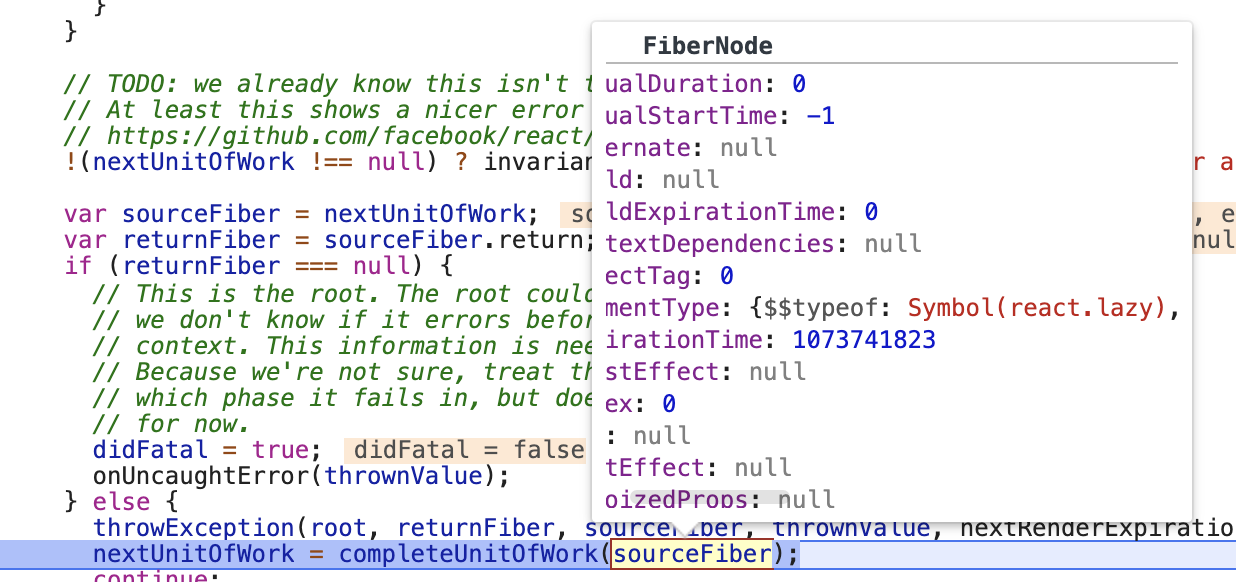 }
}
FiberNode
// TODO: we already know this isn't
ualDuration: 0
// At least this shows a nicer error
ualStartTime: -1
// https://github.com/facebook/react/
ernate: null
!(nextUnitOfWork !== null) ? invarian
r a
ld: null
var sourceFiber = nextUnitOfWork;
ldExpirationTime: 0
, e
var returnFiber = sourceFiber.return;
textDependencies: null
nul
if (returnFiber === null) {
ectTag: 0
// This is the root. The root could
mentType: {$$typeof: Symbol(react.lazy),
// we don't know if it errors befor
irationTime: 1073741823
// context. This information is nee
stEffect: null
// Because we're not sure, treat th
// which phase it fails in, but doe
ex: 0
// for now.
: null
didFatal = true; didFatal = false
tEffect: null
onUncaughtError(thrownValue);
oizedProps: null
} else {
throwException(root, returnFiber, sourceFiber, thrownValue, nextRenderExpiratio
nextUnitOfWork = completeUnitOfWork(sourceFiber);
continue;